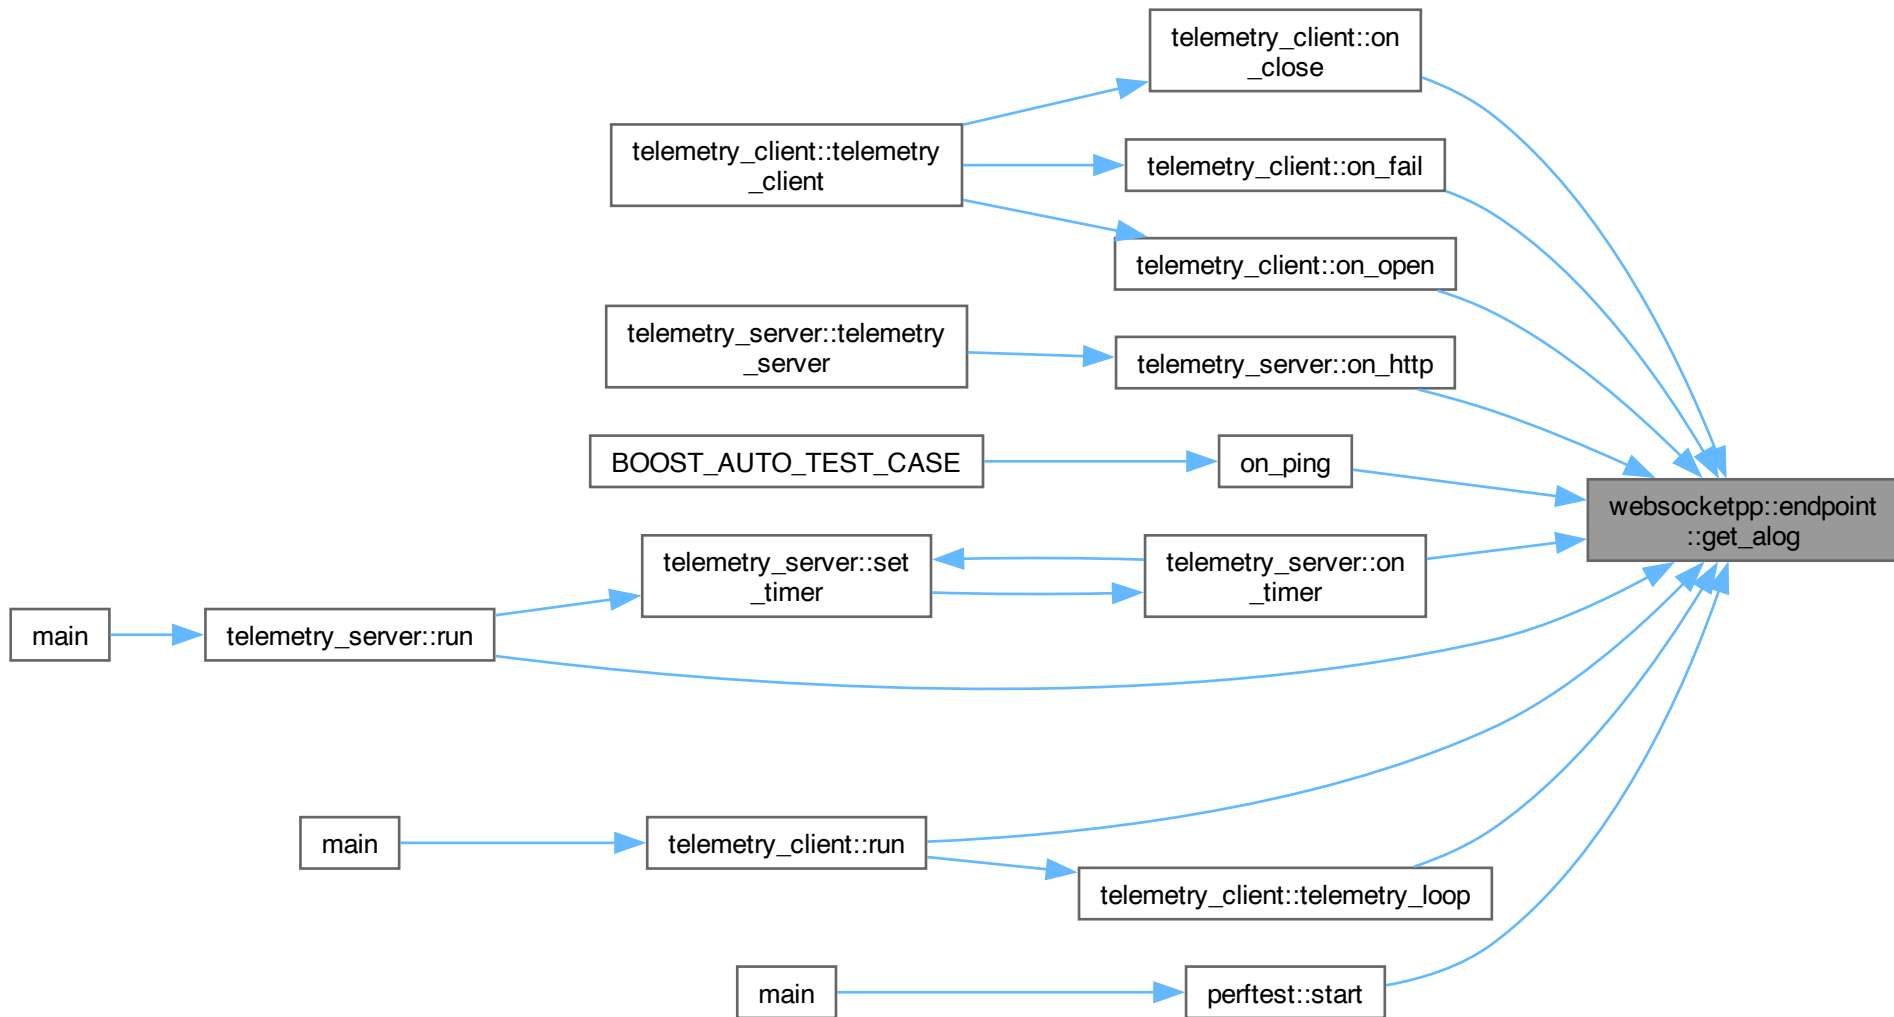 telemetry_client::on
_close
telemetry_client::telemetry
_client
telemetry_client::on_fail
telemetry_client::on_open
telemetry_server::telemetry
_server
telemetry_server::on_http
BOOST_AUTO_TEST_CASE
on_ping
websocketpp::endpoint
::get_alog
telemetry_server::set
_timer
telemetry_server::on
_timer
main
telemetry_server::run
main
telemetry_client::run
telemetry_client::telemetry_loop
main
perftest::start